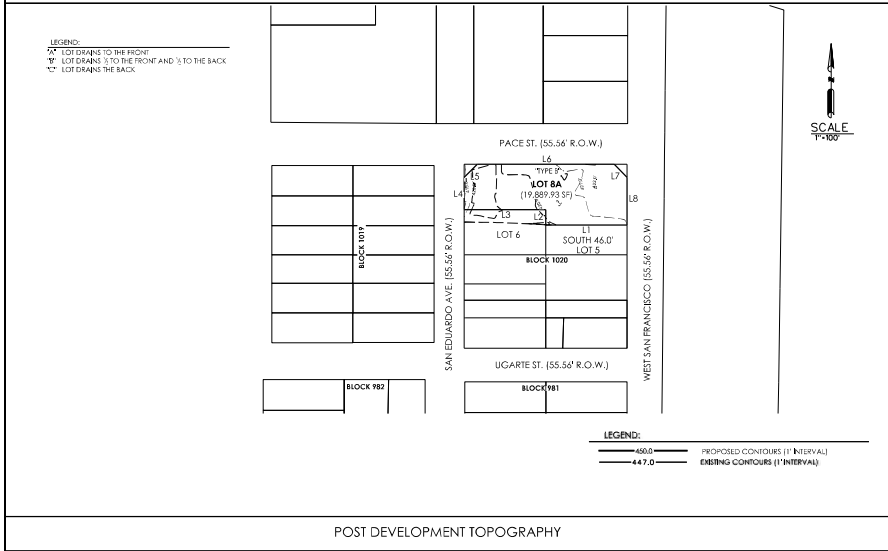 LEGEND:
"A" LOT DRAINS TO THE FRONT
"B" LOT DRAINS ½ TO THE FRONT AND ½ TO THE BACK
"C" LOT DRAINS THE BACK
SCALE
1"=100'
PACE ST. (55.56' R.O.W.)
L6
"TYPE B"
L5
L7
LOT 8A
(19,889.93 SF)
L4
L8
L3
L2
L1
LOT 6
SOUTH 46.0'
LOT 5
BLOCK 1019
BLOCK 1020
SAN EDUARDO AVE. (55.56' R.O.W.)
WEST SAN FRANCISCO (55.56' R.O.W.)
UGARTE ST. (55.56' R.O.W.)
BLOCK 982
BLOCK 981
LEGEND:
450.0 PROPOSED CONTOURS (1' INTERVAL)
447.0 EXISTING CONTOURS (1' INTERVAL)
POST DEVELOPMENT TOPOGRAPHY